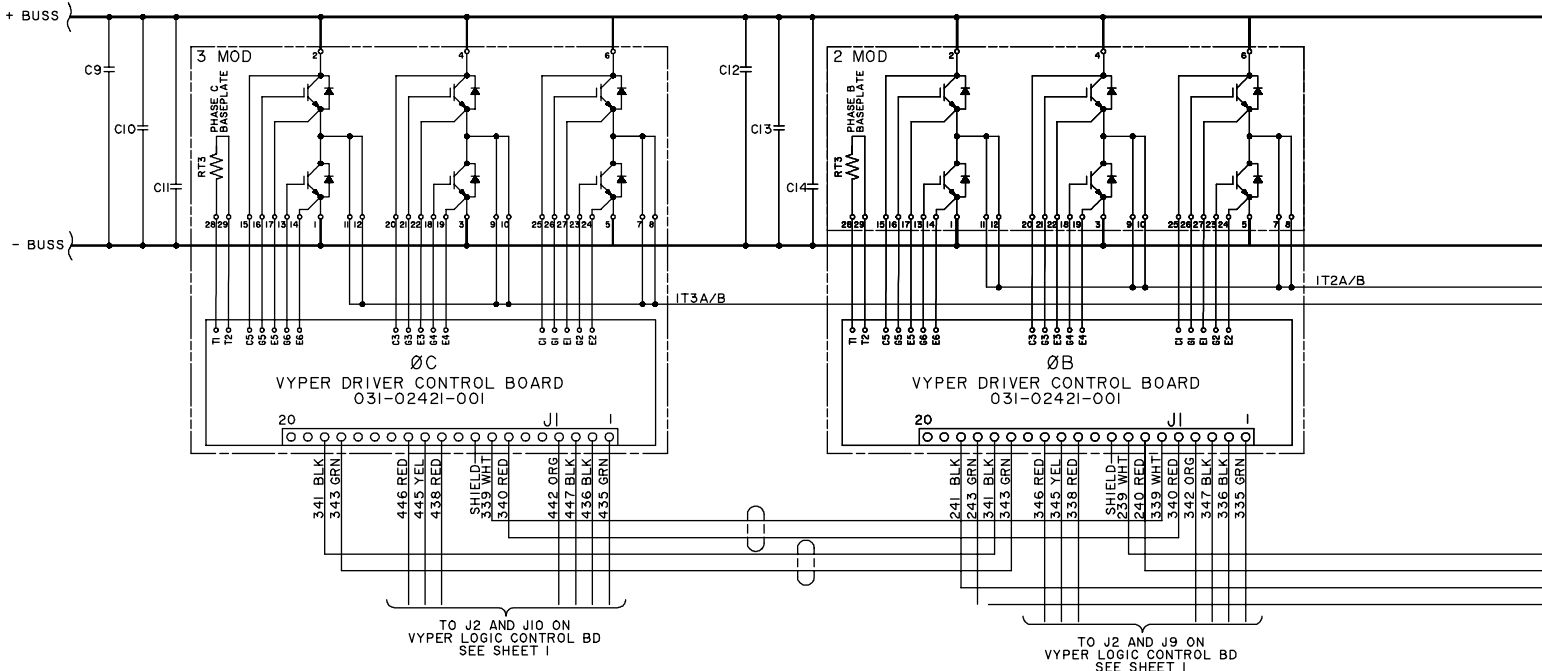 + BUSS
- BUSS
C9
C10
C11
3 MOD
PHASE C
BASEPLATE
RT3
2
4
6
28 29 15 16 17 13 14 1 11 12 20 21 22 18 19 3 9 10 25 26 27 23 24 5 7 8
1T3A/B
T1 T2 C5 G5 E5 G6 E6 C3 G3 E3 G4 E4 C1 G1 E1 G2 E2
ØC
VYPER DRIVER CONTROL BOARD
031-02421-001
20
J1
1
341 BLK
343 GRN
446 RED
445 YEL
438 RED
SHIELD
339 WHT
340 RED
442 ORG
447 BLK
436 BLK
435 GRN
TO J2 AND J10 ON
VYPER LOGIC CONTROL BD
SEE SHEET 1
C12
C13
C14
2 MOD
PHASE B
BASEPLATE
RT3
2
4
6
28 29 15 16 17 13 14 1 11 12 20 21 22 18 19 3 9 10 25 26 27 23 24 5 7 8
1T2A/B
T1 T2 C5 G5 E5 G6 E6 C3 G3 E3 G4 E4 C1 G1 E1 G2 E2
ØB
VYPER DRIVER CONTROL BOARD
031-02421-001
20
J1
1
241 BLK
243 GRN
341 BLK
343 GRN
346 RED
345 YEL
338 RED
SHIELD
239 WHT
240 RED
339 WHT
340 RED
342 ORG
347 BLK
336 BLK
335 GRN
TO J2 AND J9 ON
VYPER LOGIC CONTROL BD
SEE SHEET 1